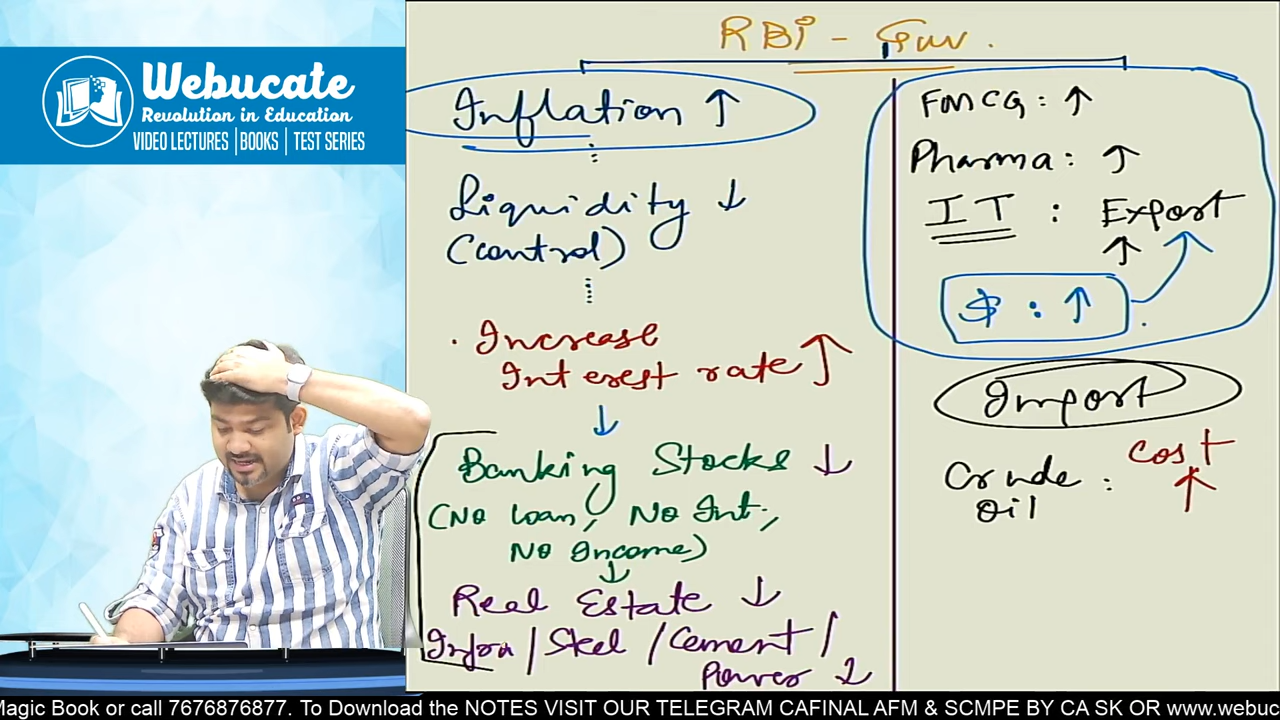 Webucate
Revolution in Education
VIDEO LECTURES | BOOKS | TEST SERIES
RBi - Gov.
Inflation ↑
Liquidity ↓
(control)
. Increase
Interest rate ↑
↓
Banking Stocks ↓
(No loan, No Int.,
No Income)
↓
Real Estate ↓
Infra / Steel / Cement /
Power ↓
FMCG : ↑
Pharma : ↑
IT : Export
↑
$ : ↑
Import
Crude : cost
Oil ↑
Magic Book or call 7676876877. To Download the NOTES VISIT OUR TELEGRAM CAFINAL AFM & SCMPE BY CA SK OR www.webuc